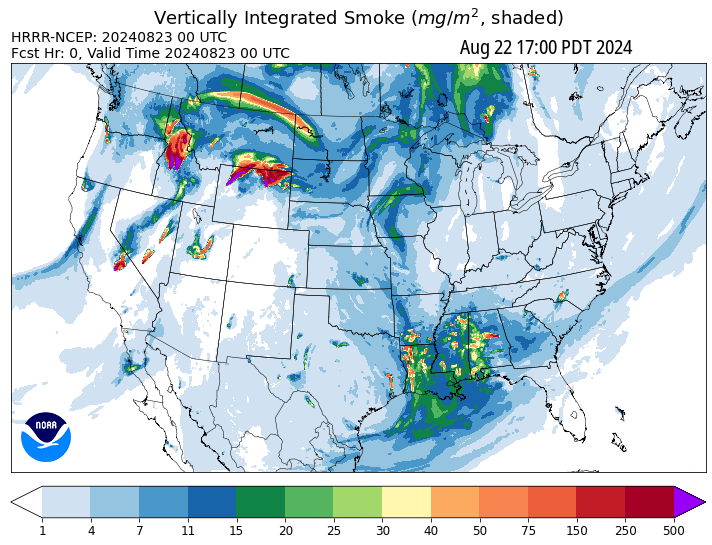 Vertically Integrated Smoke (mg/m², shaded)
HRRR-NCEP: 20240823 00 UTC
Fcst Hr: 0, Valid Time 20240823 00 UTC
Aug 22 17:00 PDT 2024
NOAA
1 4 7 11 15 20 25 30 40 50 75 150 250 500